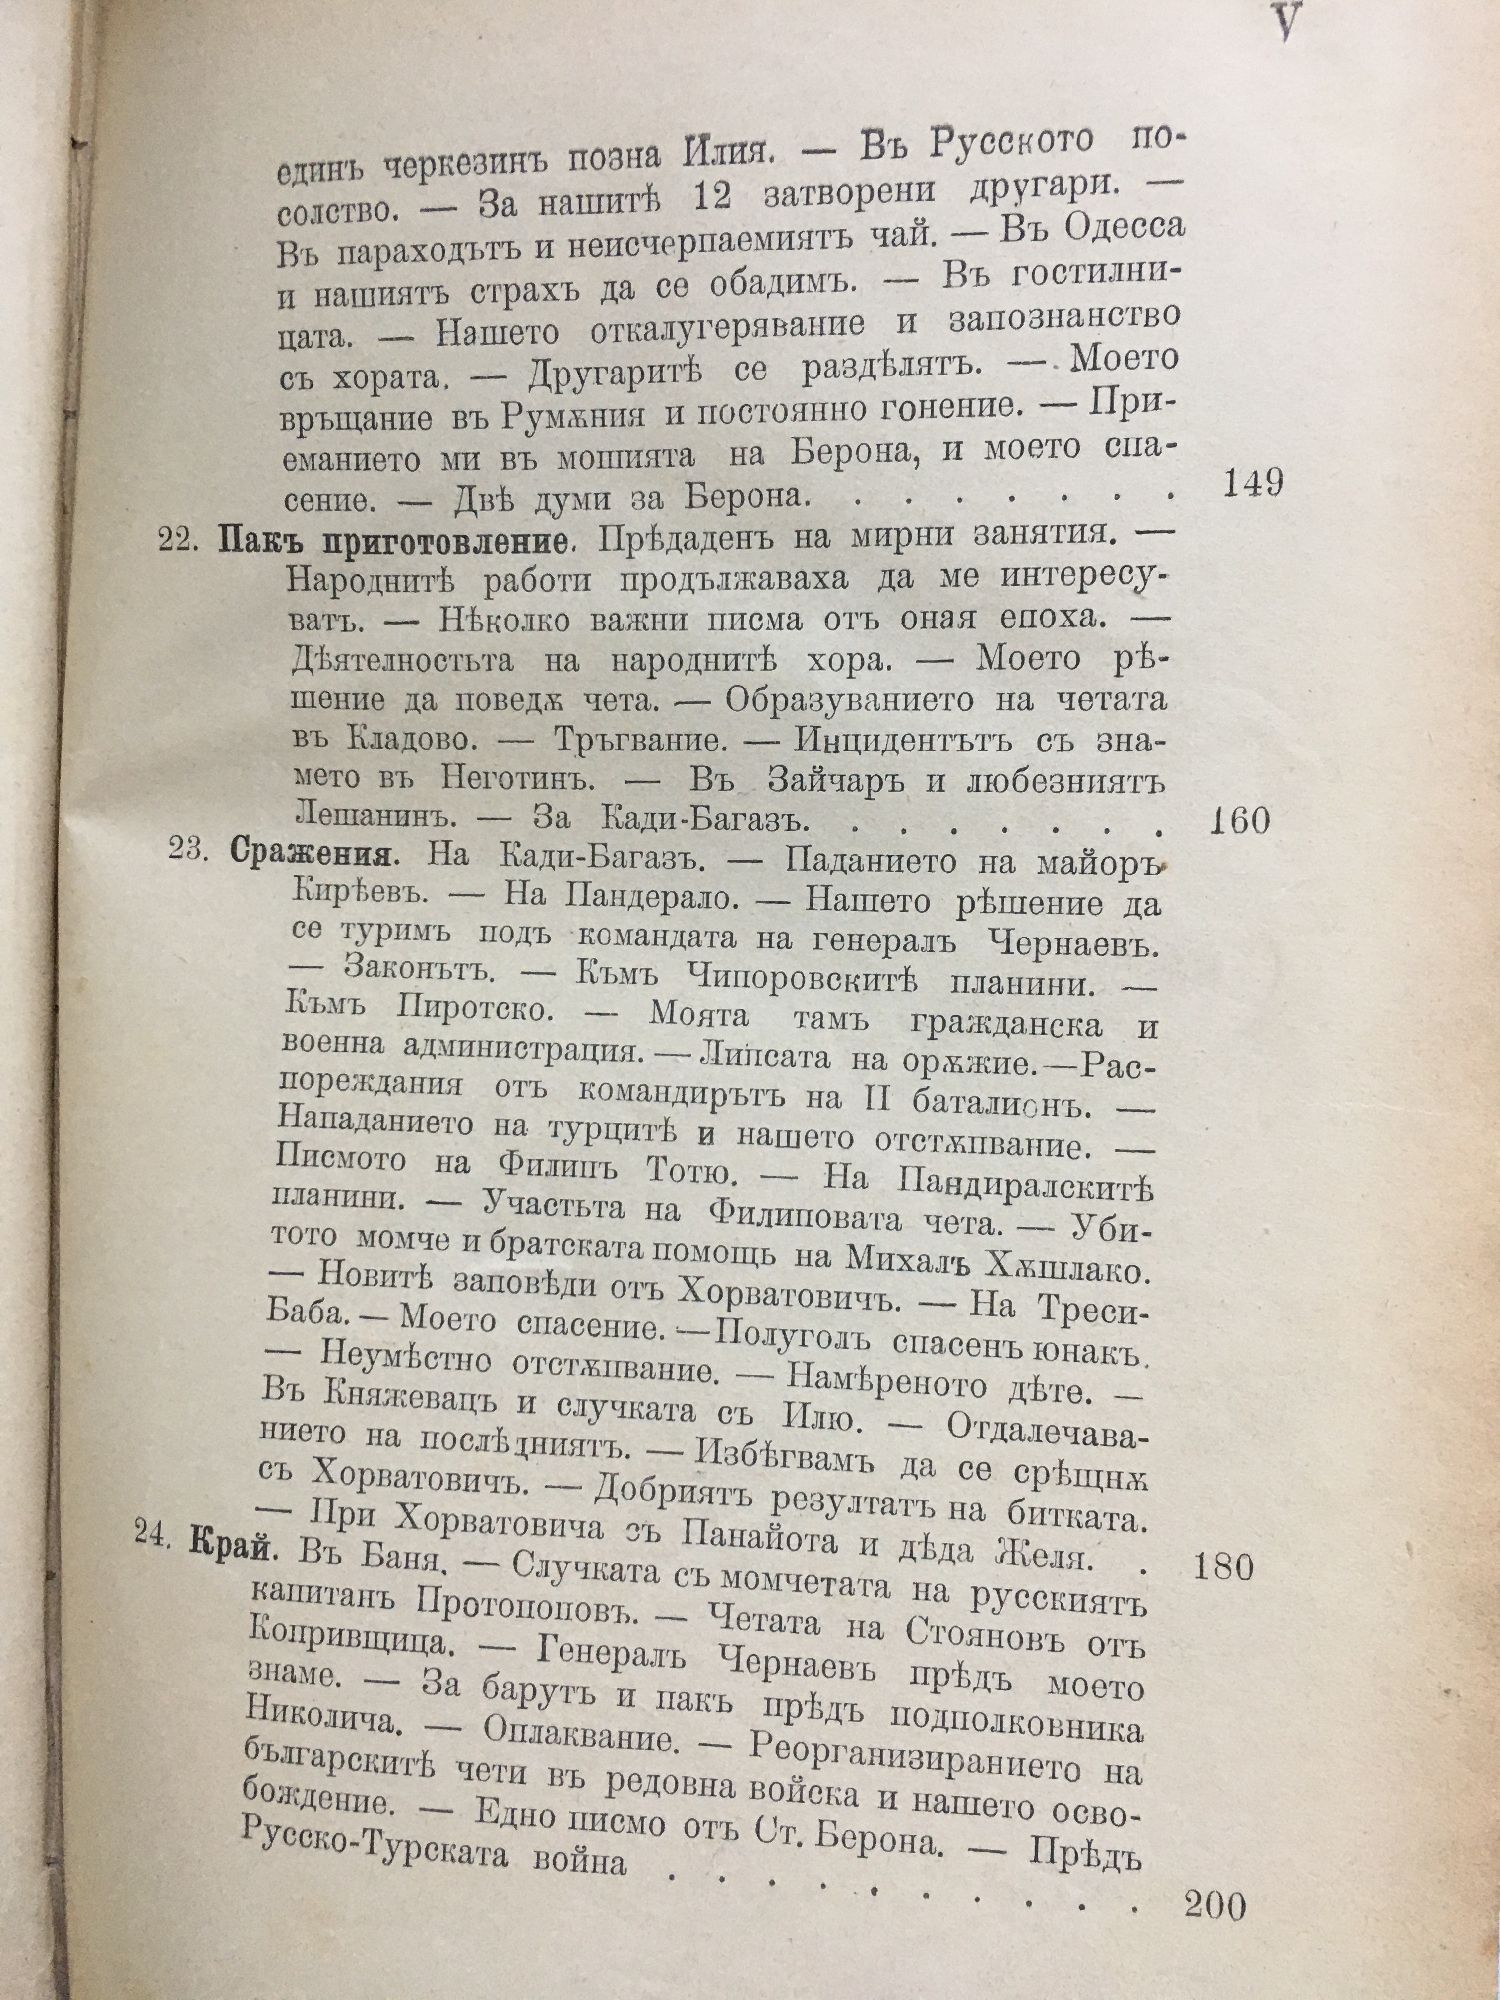 V
единъ черкезинъ позна Илия. — Въ Русското по-
солство. — За нашитѣ 12 затворени другари. —
Въ параходътъ и неисчерпаемиятъ чай. — Въ Одесса
и нашиятъ страхъ да се обадимъ. — Въ гостилни-
цата. — Нашето откалугерявание и запознанство
съ хората. — Другаритѣ се раздѣлятъ. — Моето
връщание въ Румѫния и постоянно гонение. — При-
еманието ми въ мошията на Берона, и моето спа-
сение. — Двѣ думи за Берона. . . . . . . . 149
22. Пакъ приготовление. Прѣдаденъ на мирни занятия. —
Народнитѣ работи продължаваха да ме интересу-
ватъ. — Нѣколко важни писма отъ оная епоха. —
Дѣятелностьта на народнитѣ хора. — Моето рѣ-
шение да поведѫ чета. — Образуванието на четата
въ Кладово. — Тръгвание. — Инцидентътъ съ зна-
мето въ Неготинъ. — Въ Зайчаръ и любезниятъ
Лешанинъ. — За Кади-Багазъ. . . . . . . . 160
23. Сражения. На Кади-Багазъ. — Паданието на майоръ
Кирѣевъ. — На Пандерало. — Нашето рѣшение да
се туримъ подъ командата на генералъ Чернаевъ.
— Законътъ. — Къмъ Чипоровскитѣ планини. —
Къмъ Пиротско. — Моята тамъ гражданска и
военна администрация. — Липсата на орѫжие. — Рас-
пореждания отъ командирътъ на II баталионъ. —
Нападанието на турцитѣ и нашето отстѫпвание. —
Писмото на Филипъ Тотю. — На Пандиралскитѣ
планини. — Участьта на Филиповата чета. — Уби-
тото момче и братската помощь на Михалъ Хѫшлако.
— Новитѣ заповѣди отъ Хорватовичъ. — На Треси-
Баба. — Моето спасение. — Полуголъ спасенъ юнакъ.
— Неумѣстно отстѫпвание. — Намѣреното дѣте. —
Въ Княжевацъ и случката съ Илю. — Отдалечава-
нието на послѣдниятъ. — Избѣгвамъ да се срѣщнѫ
съ Хорватовичъ. — Добриятъ резултатъ на битката.
— При Хорватовича съ Панайота и дѣда Желя. . 180
24. Край. Въ Баня. — Случката съ момчетата на русскиятъ
капитанъ Протопоповъ. — Четата на Стояновъ отъ
Копривщица. — Генералъ Чернаевъ прѣдъ моето
знаме. — За барутъ и пакъ прѣдъ подполковника
Николича. — Оплаквание. — Реорганизиранието на
българскитѣ чети въ редовна войска и нашето осво-
бождение. — Едно писмо отъ Ст. Берона. — Прѣдъ
Русско-Турската война . . . . . . . . . . 200